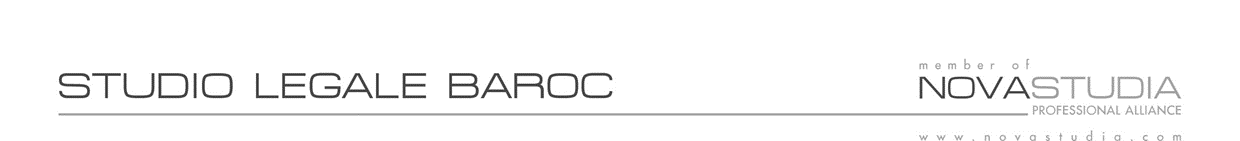 STUDIO LEGALE BAROC
member of
NOVASTUDIA
PROFESSIONAL ALLIANCE
www.novastudia.com